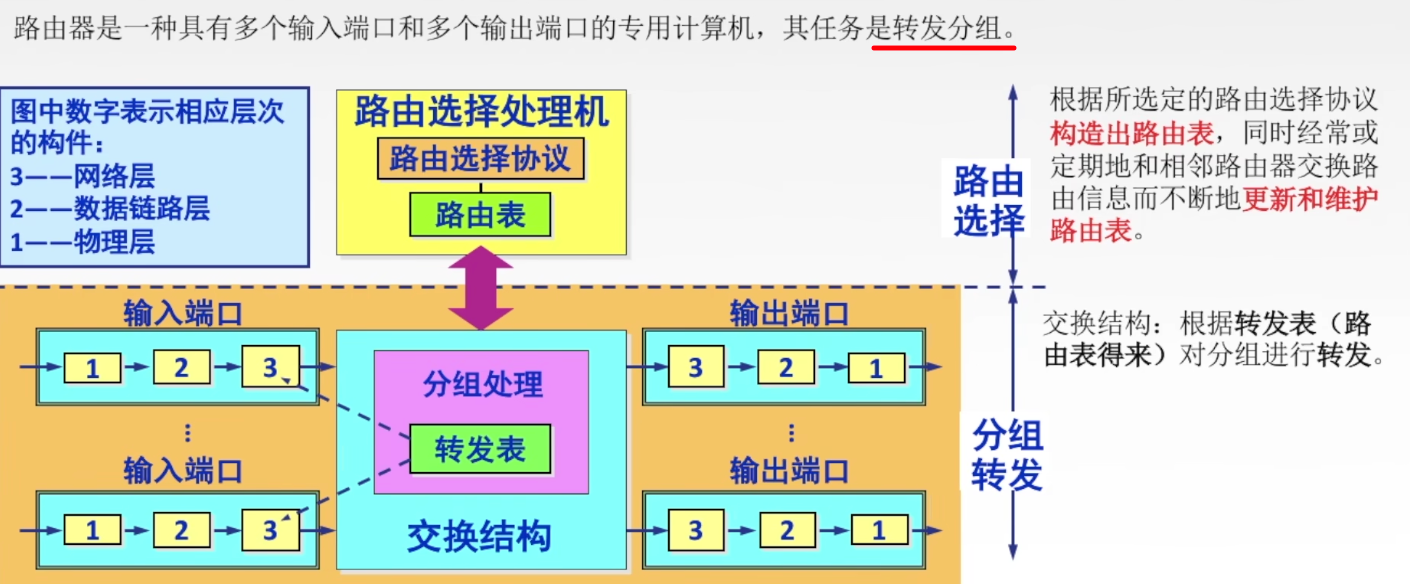 路由器是一种具有多个输入端口和多个输出端口的专用计算机，其任务是转发分组。
图中数字表示相应层次
的构件：
3——网络层
2——数据链路层
1——物理层
路由选择处理机
路由选择协议
路由表
路由
选择
根据所选定的路由选择协议
构造出路由表，同时经常或
定期地和相邻路由器交换路
由信息而不断地更新和维护
路由表。
输入端口
1 2 3
⋮
输入端口
1 2 3
分组处理
转发表
交换结构
输出端口
3 2 1
⋮
输出端口
3 2 1
分组
转发
交换结构：根据转发表（路
由表得来）对分组进行转发。